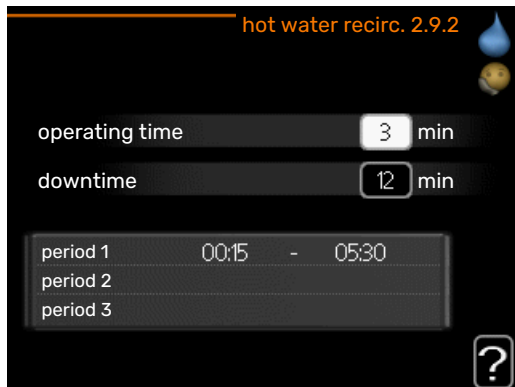 hot water recirc. 2.9.2
operating time 3 min
downtime 12 min
period 1 00:15 - 05:30
period 2
period 3
?